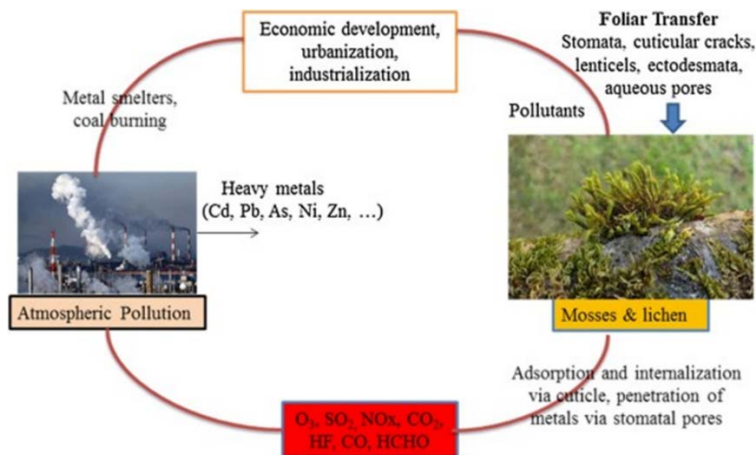 Economic development,
urbanization,
industrialization
Foliar Transfer
Stomata, cuticular cracks,
lenticels, ectodesmata,
aqueous pores
Metal smelters,
coal burning
Pollutants
Heavy metals
(Cd, Pb, As, Ni, Zn, …)
Atmospheric Pollution
Mosses & lichen
Adsorption and internalization
via cuticle, penetration of
metals via stomatal pores
O₃, SO₂, NOx, CO₂,
HF, CO, HCHO